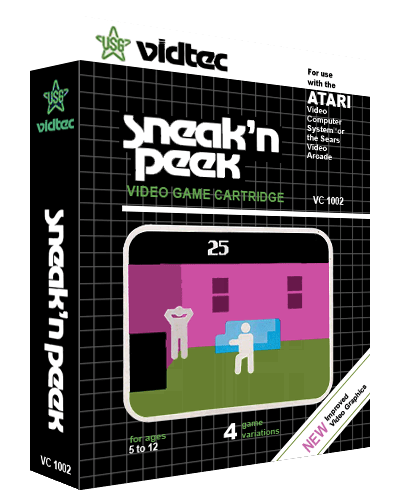 USG
vidtec
For use
with the
ATARI
Video
Computer
System or
the Sears
Video
Arcade
Sneak'n
Peek
VIDEO GAME CARTRIDGE
VC 1002
25
for ages
5 to 12
4 game
variations
NEW Improved
Video Graphics
USG
vidtec
Sneak'n Peek
VC 1002